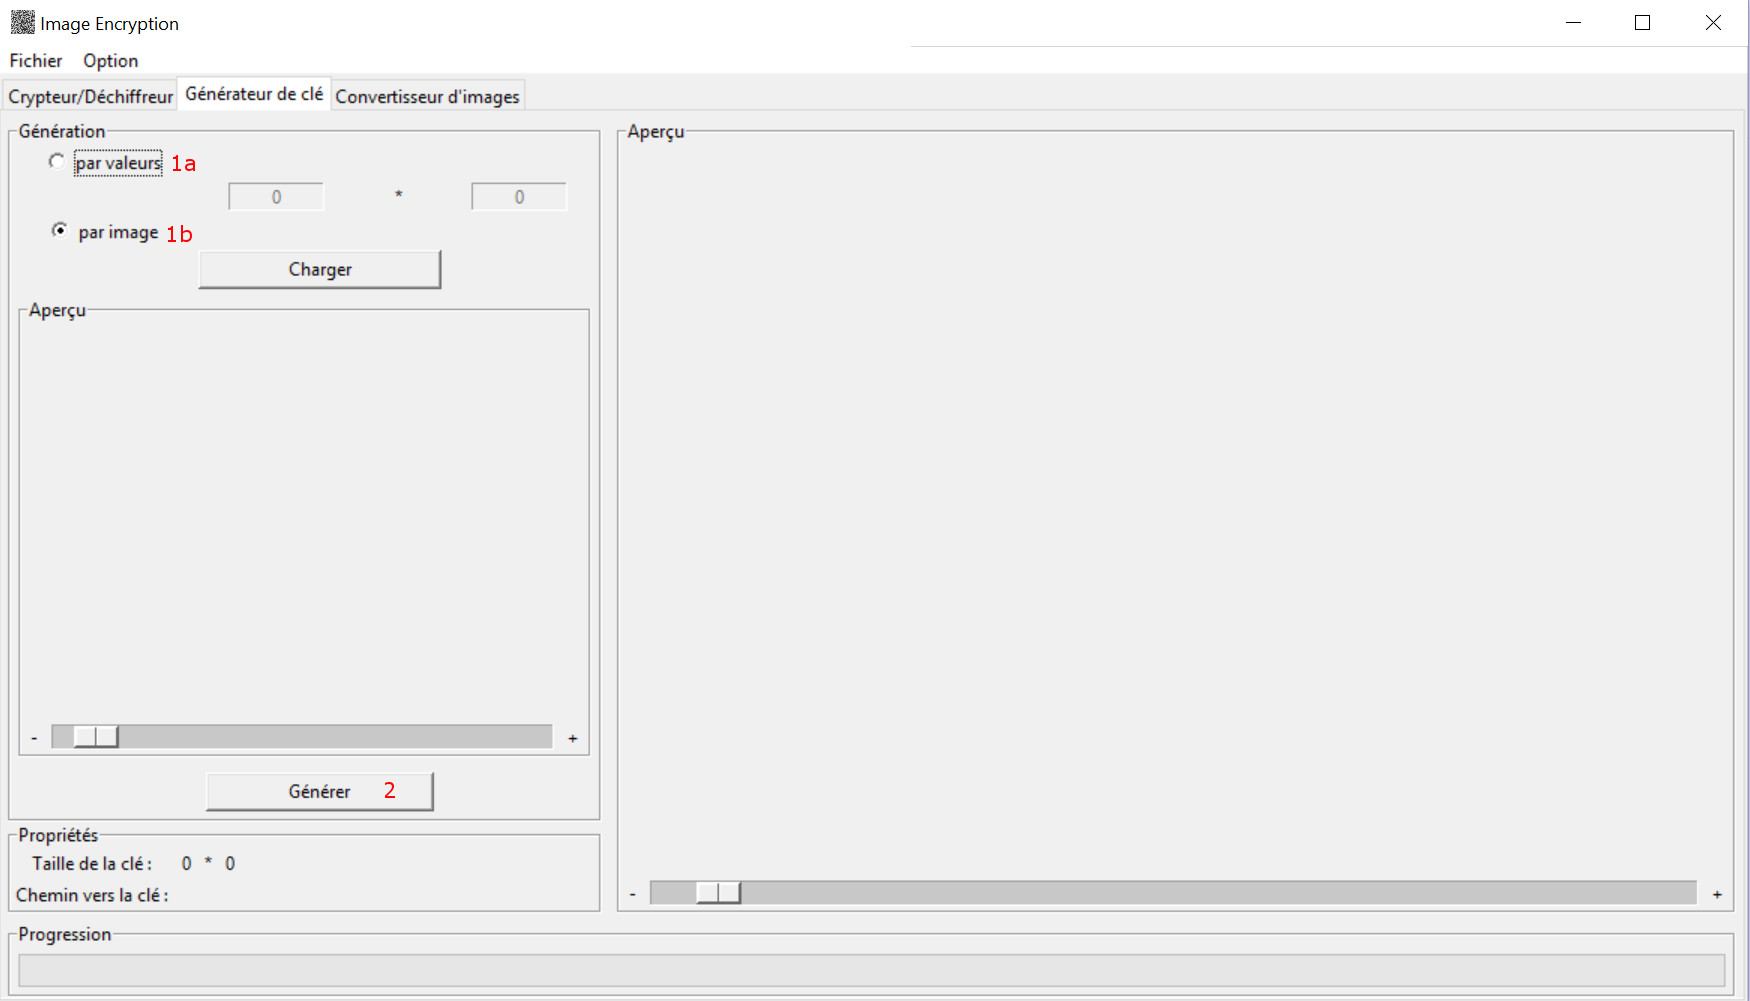 Image Encryption
Fichier Option
Crypteur/Déchiffreur Générateur de clé Convertisseur d'images
Génération
par valeurs 1a
0 * 0
par image 1b
Charger
Aperçu
- +
Générer 2
Propriétés
Taille de la clé : 0 * 0
Chemin vers la clé :
Aperçu
- +
Progression